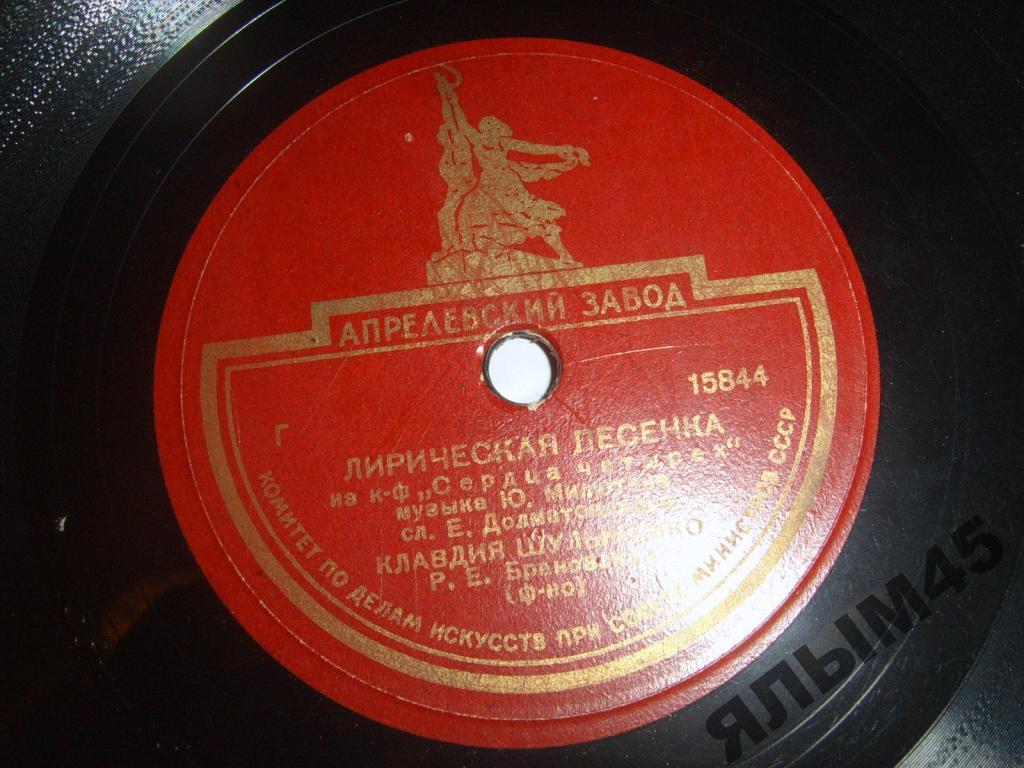 АПРЕЛЕВСКИЙ ЗАВОД
15844
Г
ЛИРИЧЕСКАЯ ПЕСЕНКА
из к-ф „Сердца четырех"
музыка Ю.
сл. Е.
КЛАВДИЯ
Р. Е.
(ф-но)
КОМИТЕТ ПО ДЕЛАМ ИСКУССТВ ПРИ СОВЕТЕ МИНИСТРОВ СССР
ЯЛЫМ45